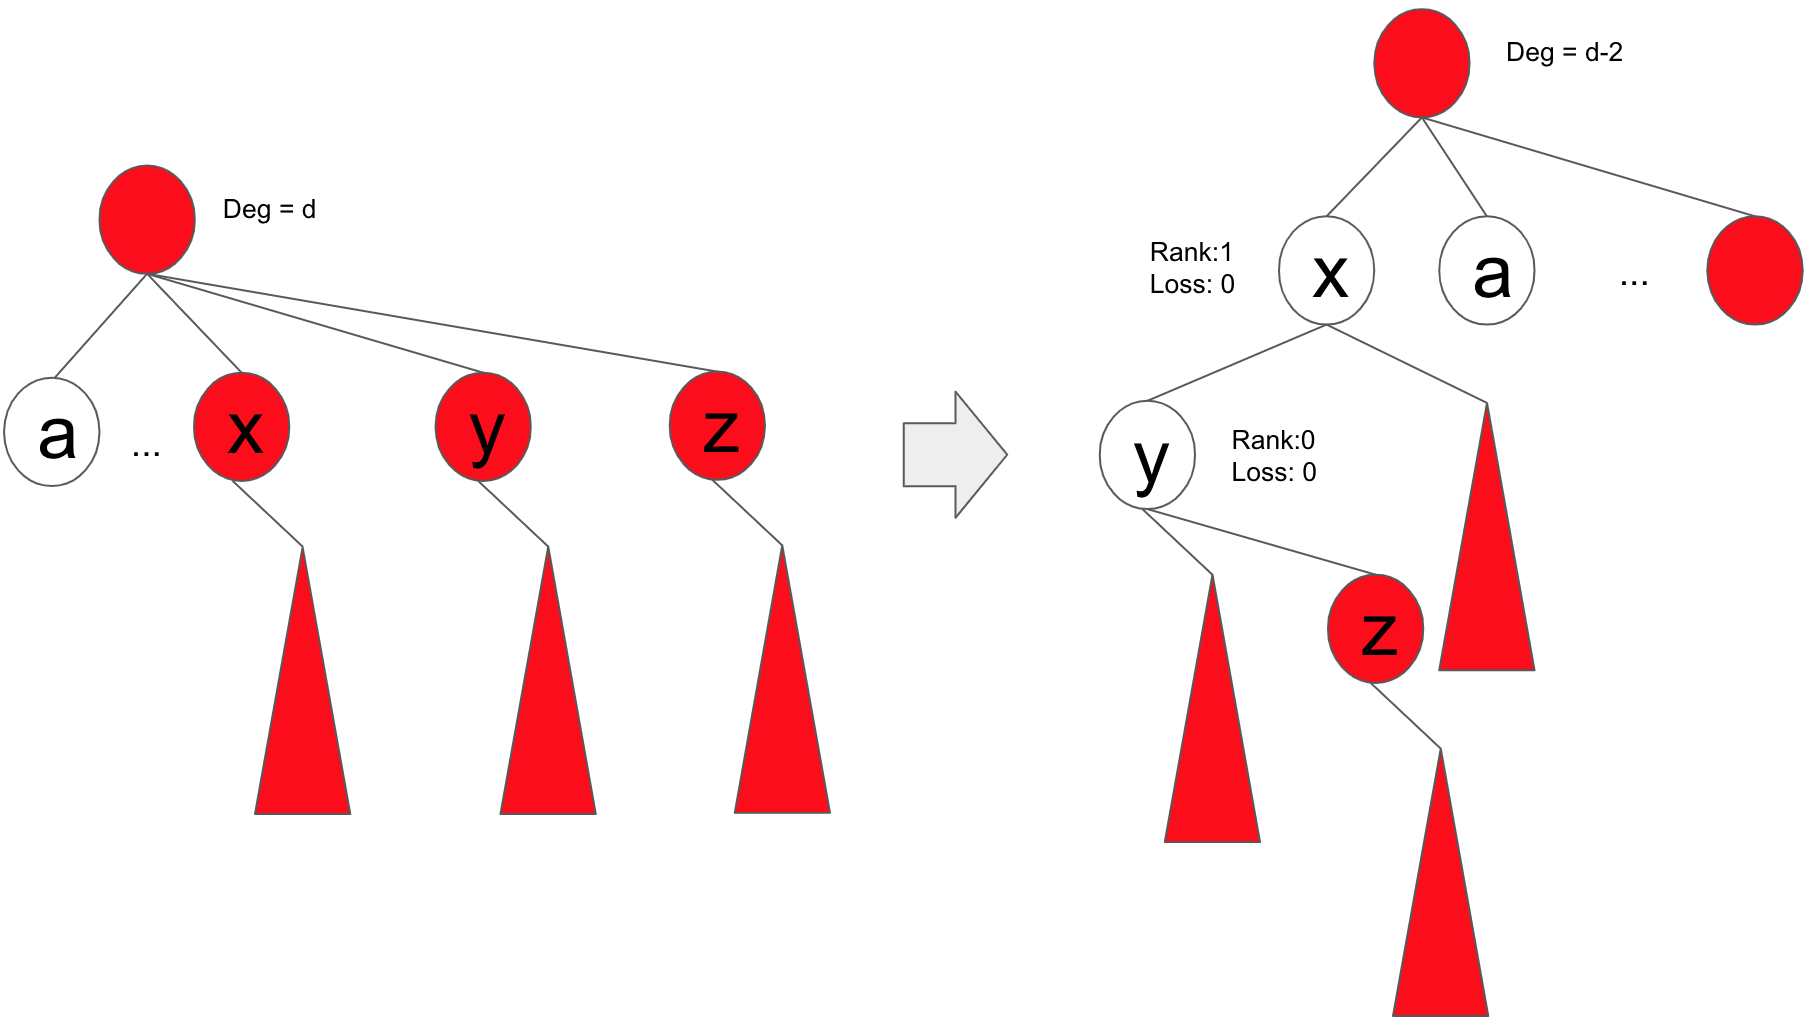 Deg = d
a
...
x
y
z
Deg = d-2
Rank:1
Loss: 0
x
a
...
y
Rank:0
Loss: 0
z